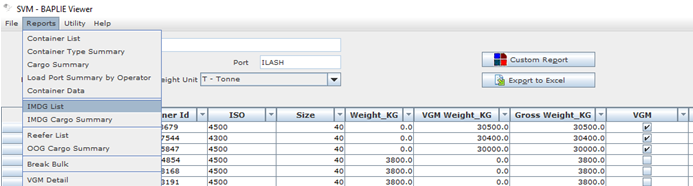 SVM - BAPLIE Viewer
File Reports Utility Help
Container List
Container Type Summary
Cargo Summary
Load Port Summary by Operator
Container Data
IMDG List
IMDG Cargo Summary
Reefer List
OOG Cargo Summary
Break Bulk
VGM Detail
Port ILASH
eight Unit T - Tonne
Custom Report
Export to Excel
ner Id ISO Size Weight_KG VGM Weight_KG Gross Weight_KG VGM
3679 4500 40 0.0 30500.0 30500.0
7544 4300 40 0.0 30400.0 30400.0
5847 4500 40 0.0 30000.0 30000.0
4854 4500 40 3800.0 0.0 3800.0
3168 4500 40 3800.0 0.0 3800.0
3191 4500 40 3800.0 0.0 3800.0